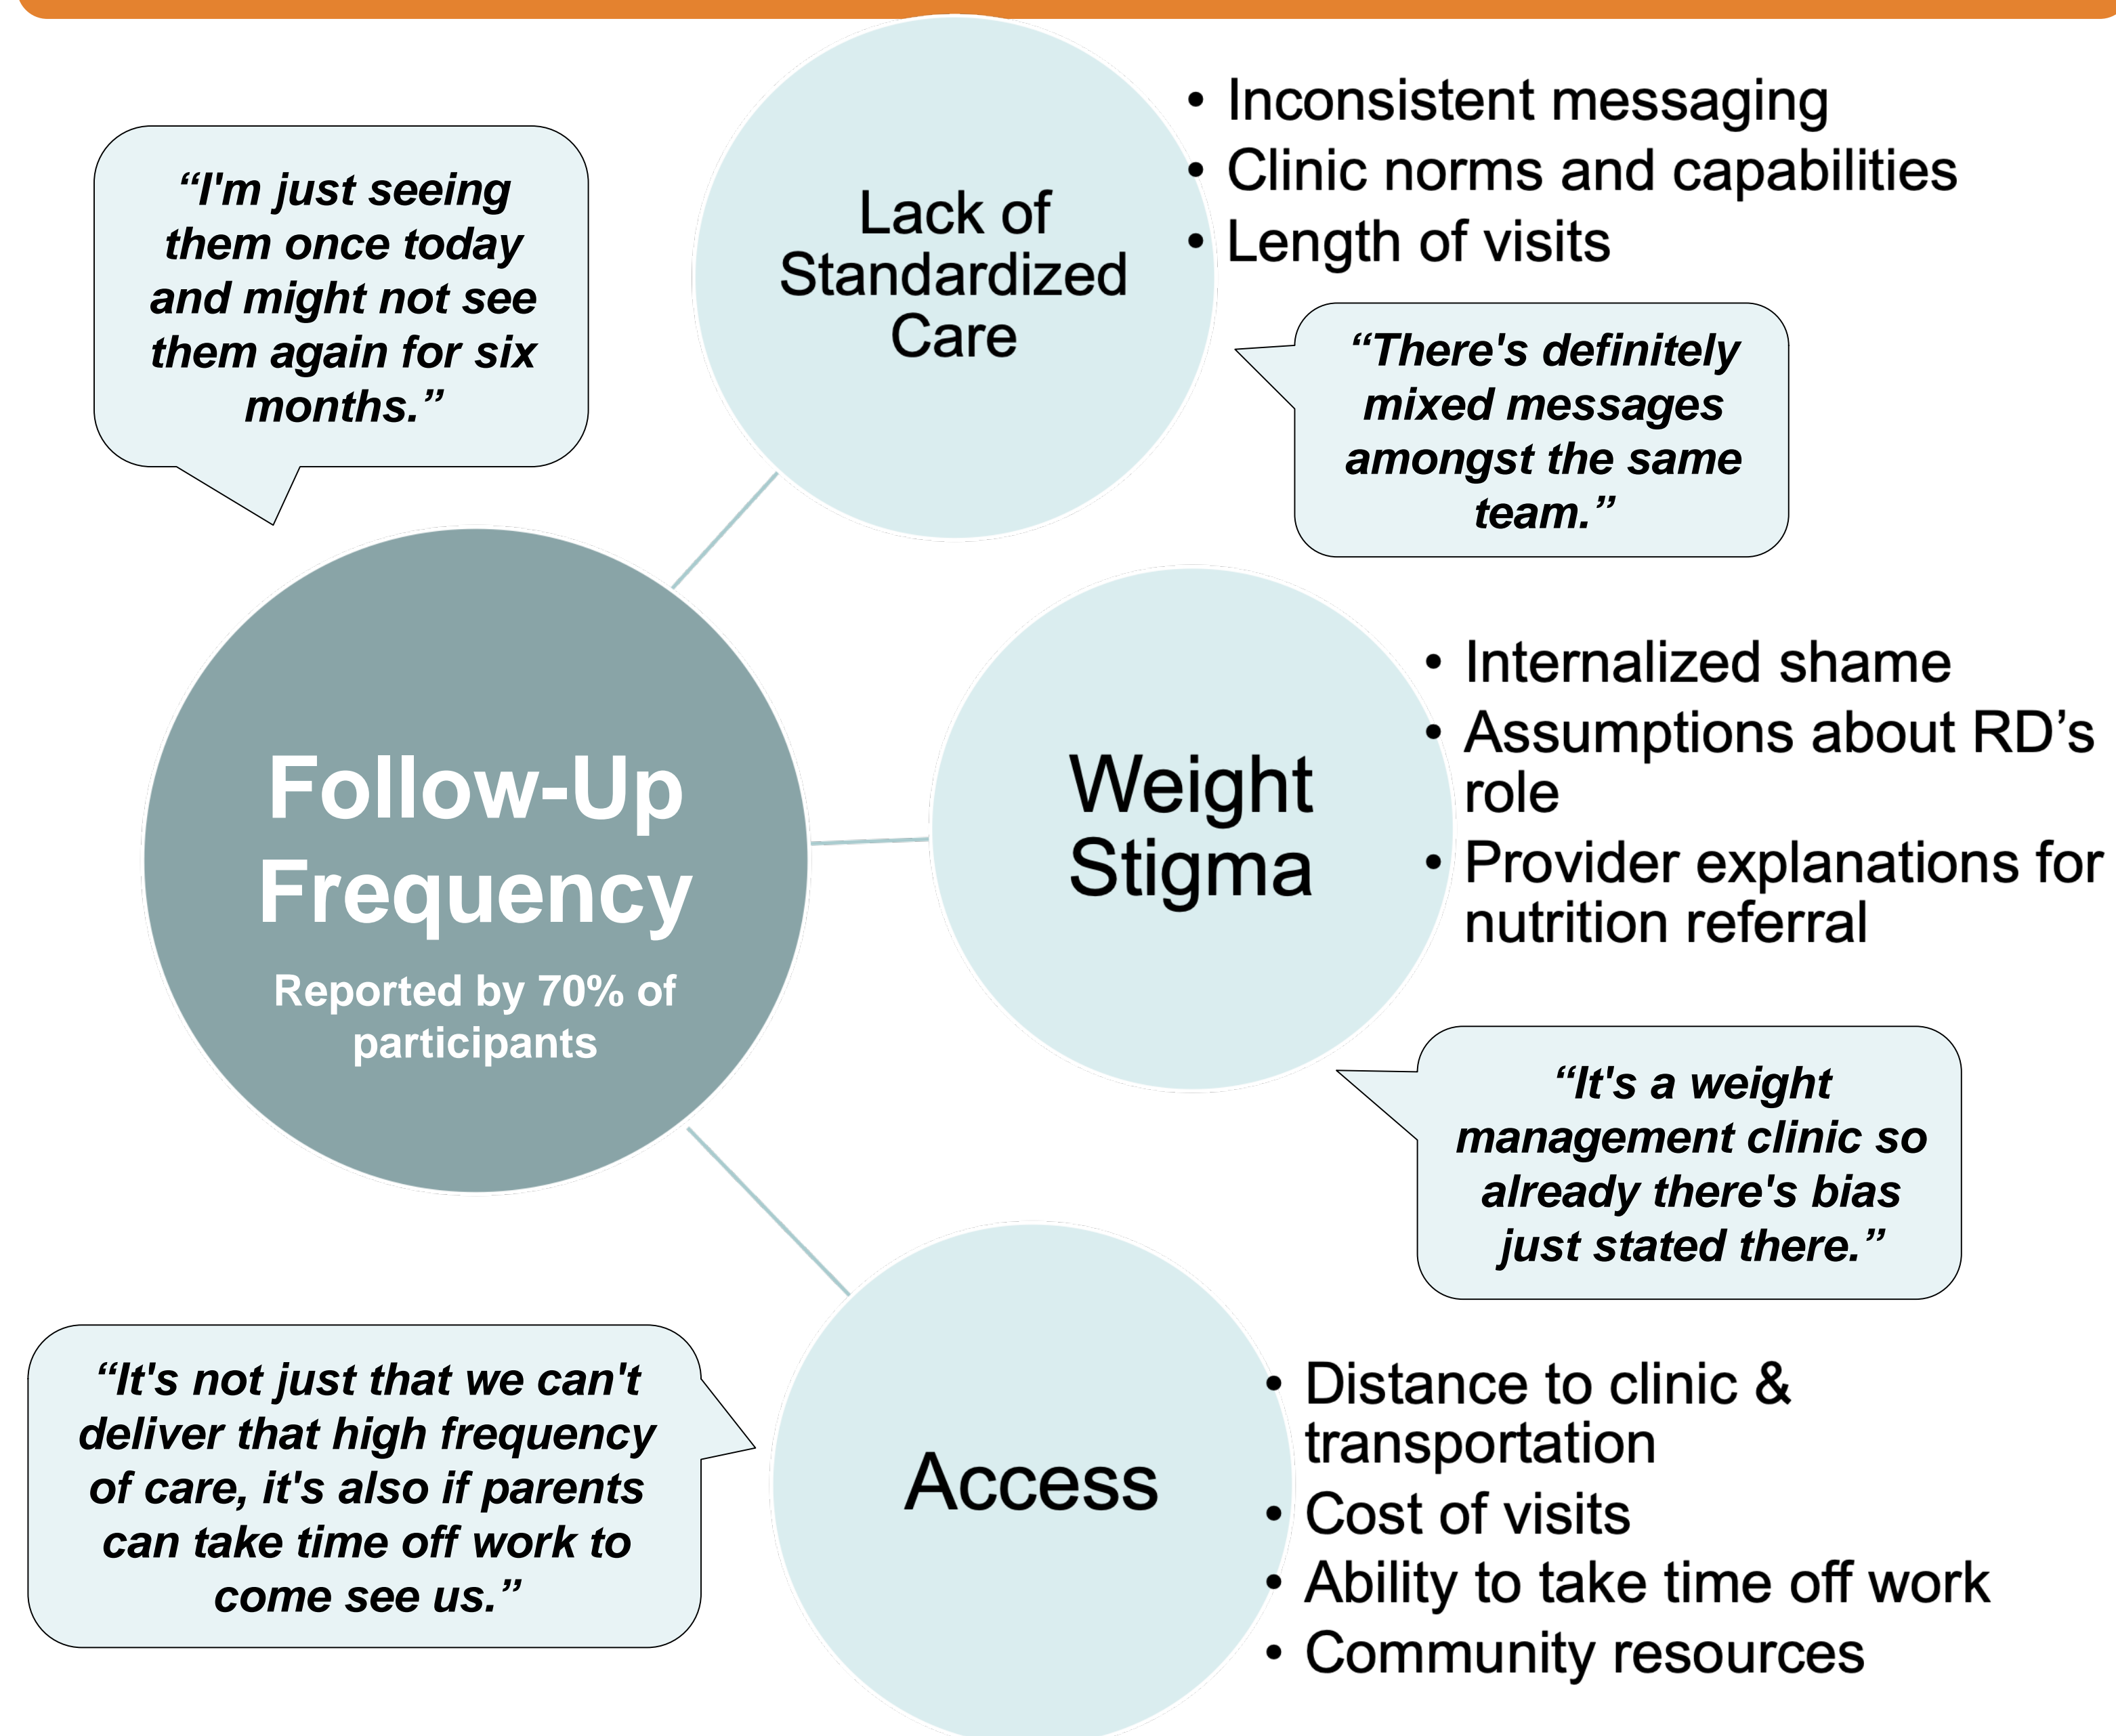 “I'm just seeing
them once today
and might not see
them again for six
months.”
Lack of
Standardized
Care
• Inconsistent messaging
• Clinic norms and capabilities
• Length of visits
“There's definitely
mixed messages
amongst the same
team.”
Follow-Up
Frequency
Reported by 70% of
participants
Weight
Stigma
• Internalized shame
• Assumptions about RD’s
role
• Provider explanations for
nutrition referral
“It's a weight
management clinic so
already there's bias
just stated there.”
“It's not just that we can't
deliver that high frequency
of care, it's also if parents
can take time off work to
come see us.”
Access
• Distance to clinic &
transportation
• Cost of visits
• Ability to take time off work
• Community resources